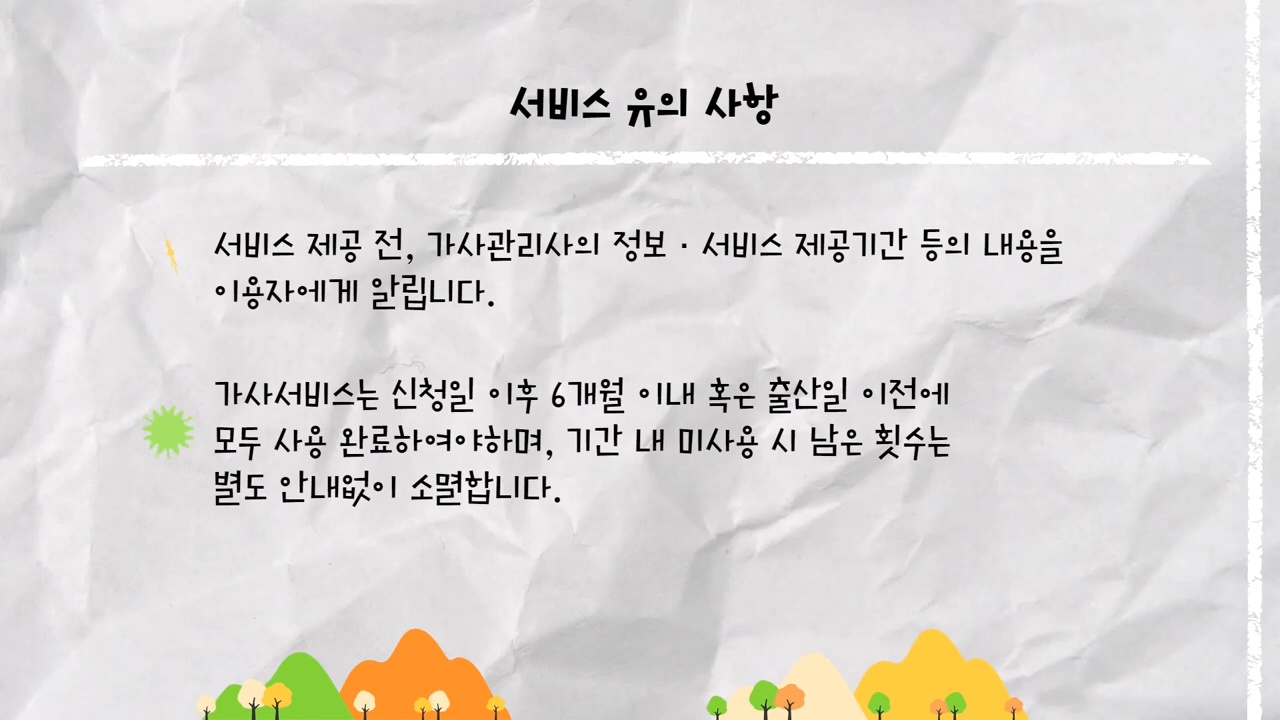 서비스 유의 사항
서비스 제공 전, 가사관리사의 정보 · 서비스 제공기간 등의 내용을
이용자에게 알립니다.
가사서비스는 신청일 이후 6개월 이내 혹은 출산일 이전에
모두 사용 완료하여야하며, 기간 내 미사용 시 남은 횟수는
별도 안내없이 소멸합니다.